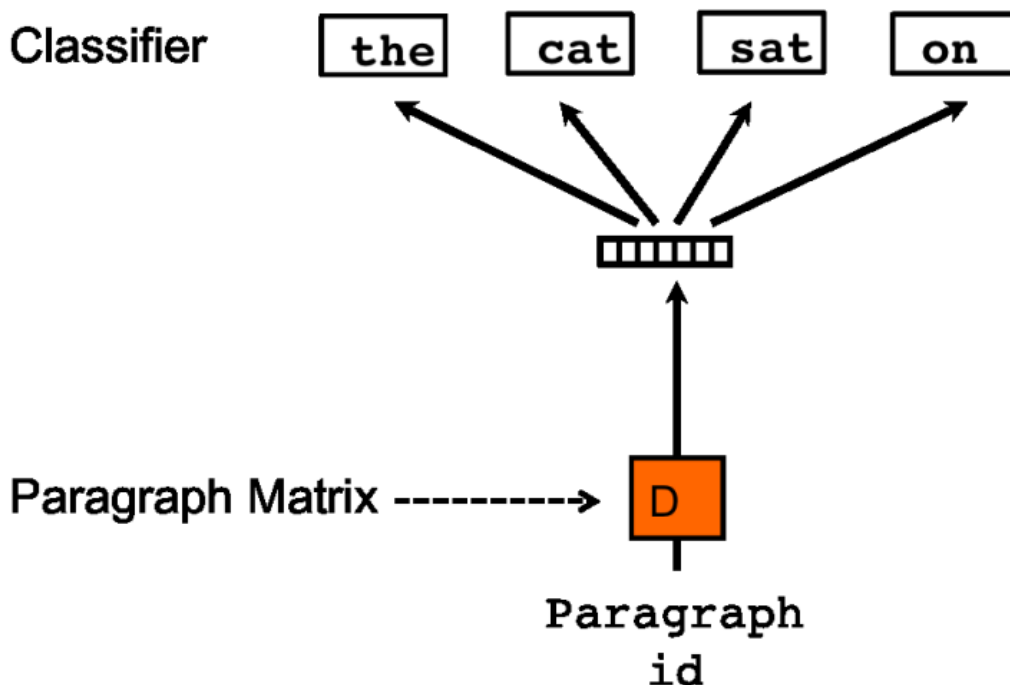 Classifier the cat sat on
Paragraph Matrix D
Paragraph
id